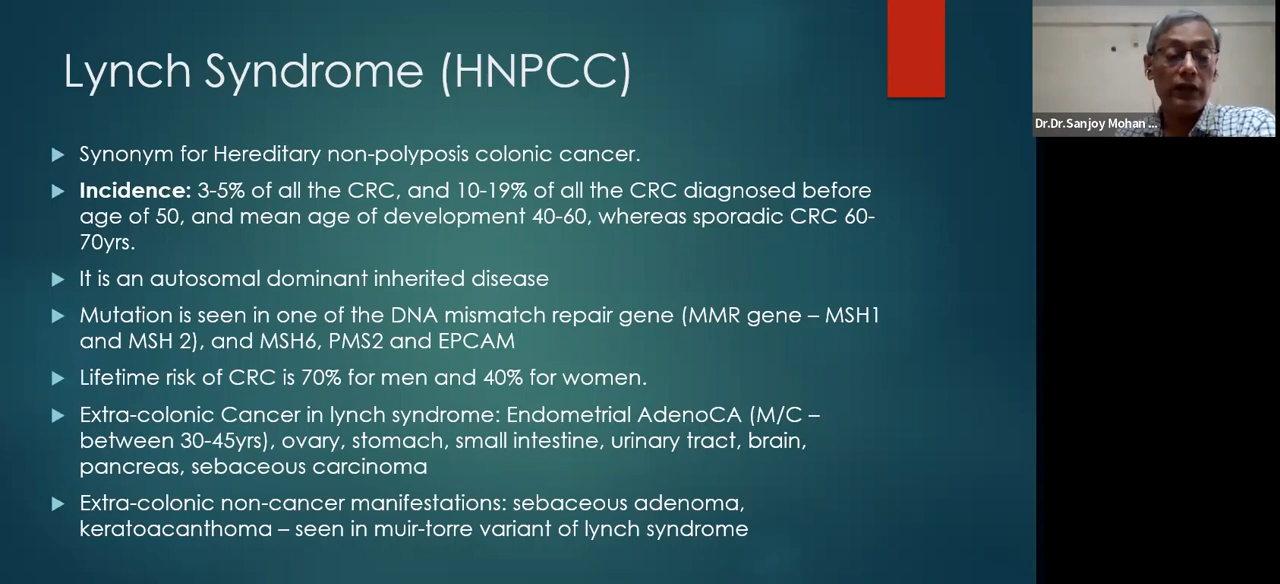 Lynch Syndrome (HNPCC)
Synonym for Hereditary non-polyposis colonic cancer.
Incidence: 3-5% of all the CRC, and 10-19% of all the CRC diagnosed before
age of 50, and mean age of development 40-60, whereas sporadic CRC 60-
70yrs.
It is an autosomal dominant inherited disease
Mutation is seen in one of the DNA mismatch repair gene (MMR gene – MSH1
and MSH 2), and MSH6, PMS2 and EPCAM
Lifetime risk of CRC is 70% for men and 40% for women.
Extra-colonic Cancer in lynch syndrome: Endometrial AdenoCA (M/C –
between 30-45yrs), ovary, stomach, small intestine, urinary tract, brain,
pancreas, sebaceous carcinoma
Extra-colonic non-cancer manifestations: sebaceous adenoma,
keratoacanthoma – seen in muir-torre variant of lynch syndrome
Dr.Dr.Sanjoy Mohan ...